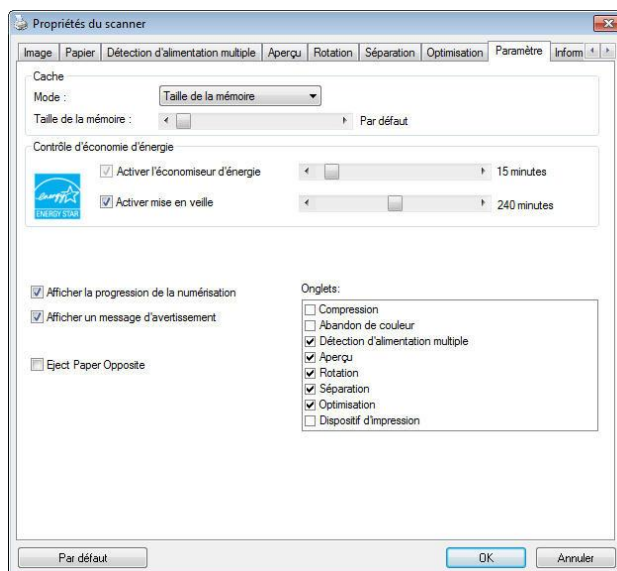 Propriétés du scanner
Image Papier Détection d'alimentation multiple Aperçu Rotation Séparation Optimisation Paramètre Inform
Cache
Mode : Taille de la mémoire
Taille de la mémoire : Par défaut
Contrôle d'économie d'énergie
Activer l'économiseur d'énergie 15 minutes
energy
ENERGY STAR
Activer mise en veille 240 minutes
Afficher la progression de la numérisation
Afficher un message d'avertissement
Eject Paper Opposite
Onglets:
Compression
Abandon de couleur
Détection d'alimentation multiple
Aperçu
Rotation
Séparation
Optimisation
Dispositif d'impression
Par défaut OK Annuler